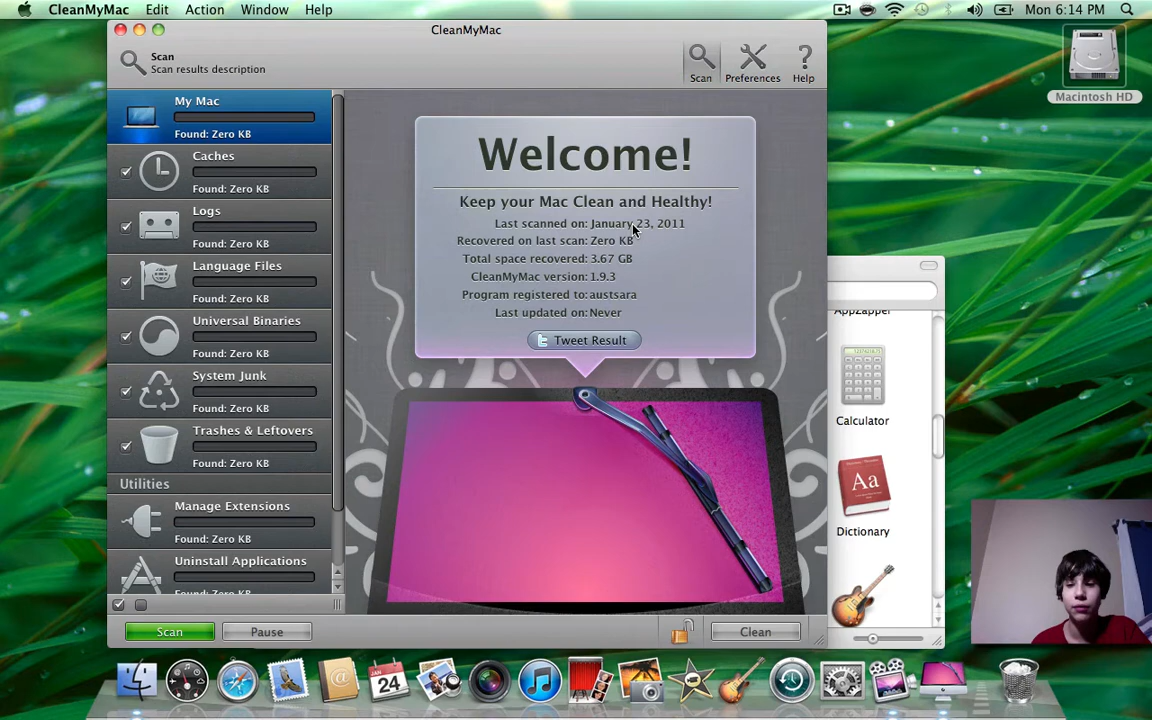 CleanMyMac Edit Action Window Help
Mon 6:14 PM
CleanMyMac
Scan
Scan results description
Scan
Preferences
Help
Macintosh HD
My Mac
Found: Zero KB
Caches
Found: Zero KB
Logs
Found: Zero KB
Language Files
Found: Zero KB
Universal Binaries
Found: Zero KB
System Junk
Found: Zero KB
Trashes & Leftovers
Found: Zero KB
Utilities
Manage Extensions
Found: Zero KB
Uninstall Applications
Found: Zero KB
Welcome!
Keep your Mac Clean and Healthy!
Last scanned on: January 23, 2011
Recovered on last scan: Zero KB
Total space recovered: 3.67 GB
CleanMyMac version: 1.9.3
Program registered to: austsara
Last updated on: Never
Tweet Result
AppZapper
Calculator
Aa
Dictionary
Scan
Pause
Clean
24